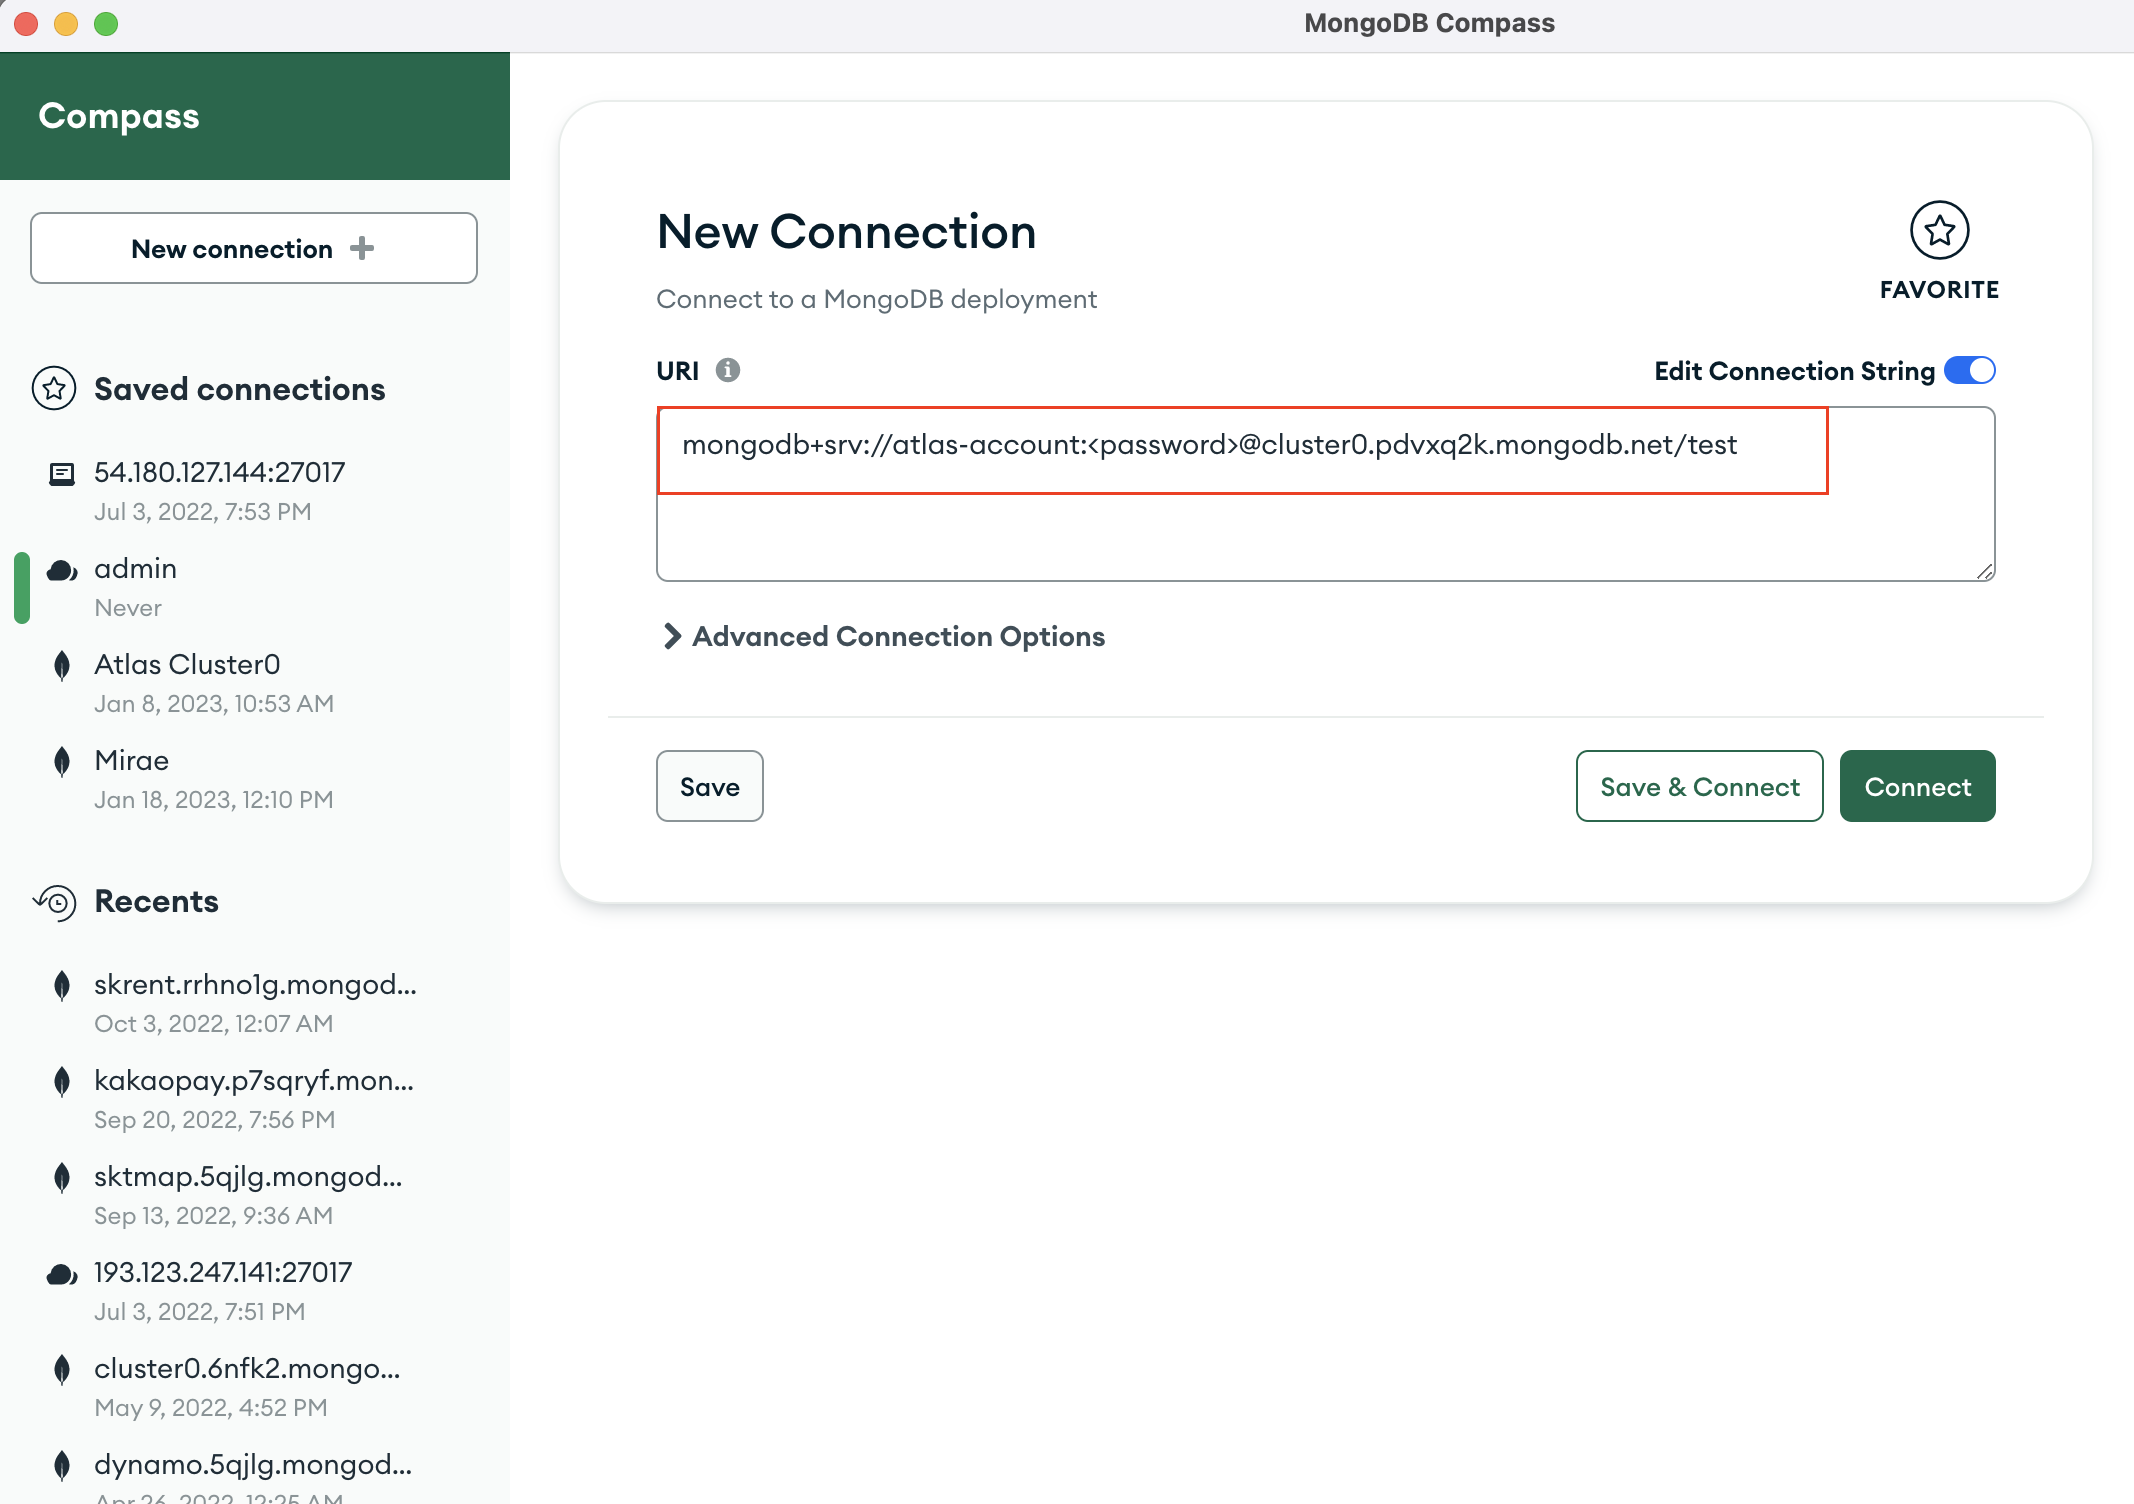 MongoDB Compass
Compass
New connection
Saved connections
54.180.127.144:27017
Jul 3, 2022, 7:53 PM
admin
Never
Atlas Cluster0
Jan 8, 2023, 10:53 AM
Mirae
Jan 18, 2023, 12:10 PM
Recents
skrent.rrhno1g.mongod...
Oct 3, 2022, 12:07 AM
kakaopay.p7sqryf.mon...
Sep 20, 2022, 7:56 PM
sktmap.5qjlg.mongod...
Sep 13, 2022, 9:36 AM
193.123.247.141:27017
Jul 3, 2022, 7:51 PM
cluster0.6nfk2.mongo...
May 9, 2022, 4:52 PM
dynamo.5qjlg.mongod...
Apr 26, 2022, 12:25 AM
New Connection
FAVORITE
Connect to a MongoDB deployment
URI
Edit Connection String
mongodb+srv://atlas-account:<password>@cluster0.pdvxq2k.mongodb.net/test
Advanced Connection Options
Save
Save & Connect
Connect